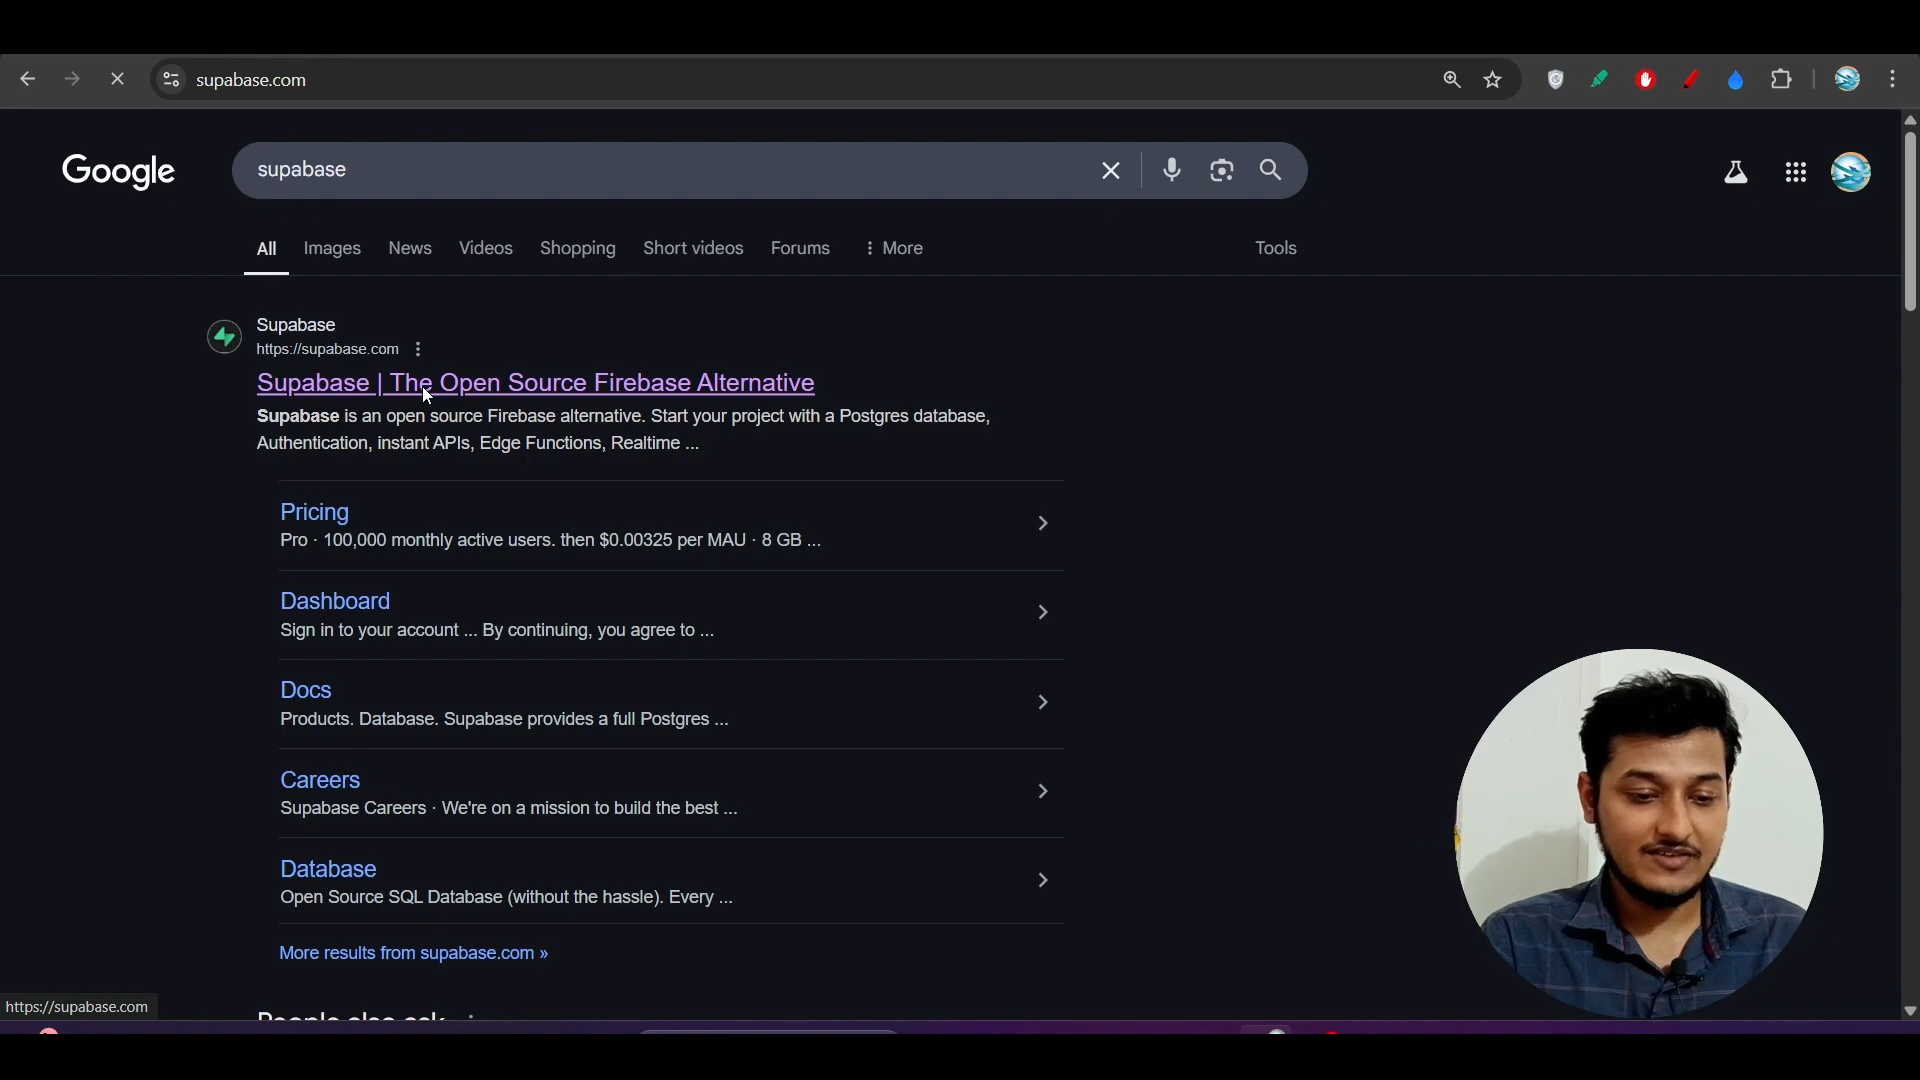 supabase.com
Google
supabase
All Images News Videos Shopping Short videos Forums More Tools
Supabase
https://supabase.com
Supabase | The Open Source Firebase Alternative
Supabase is an open source Firebase alternative. Start your project with a Postgres database,
Authentication, instant APIs, Edge Functions, Realtime ...
Pricing
Pro · 100,000 monthly active users. then $0.00325 per MAU · 8 GB ...
Dashboard
Sign in to your account ... By continuing, you agree to ...
Docs
Products. Database. Supabase provides a full Postgres ...
Careers
Supabase Careers · We're on a mission to build the best ...
Database
Open Source SQL Database (without the hassle). Every ...
More results from supabase.com »
https://supabase.com
People also ask